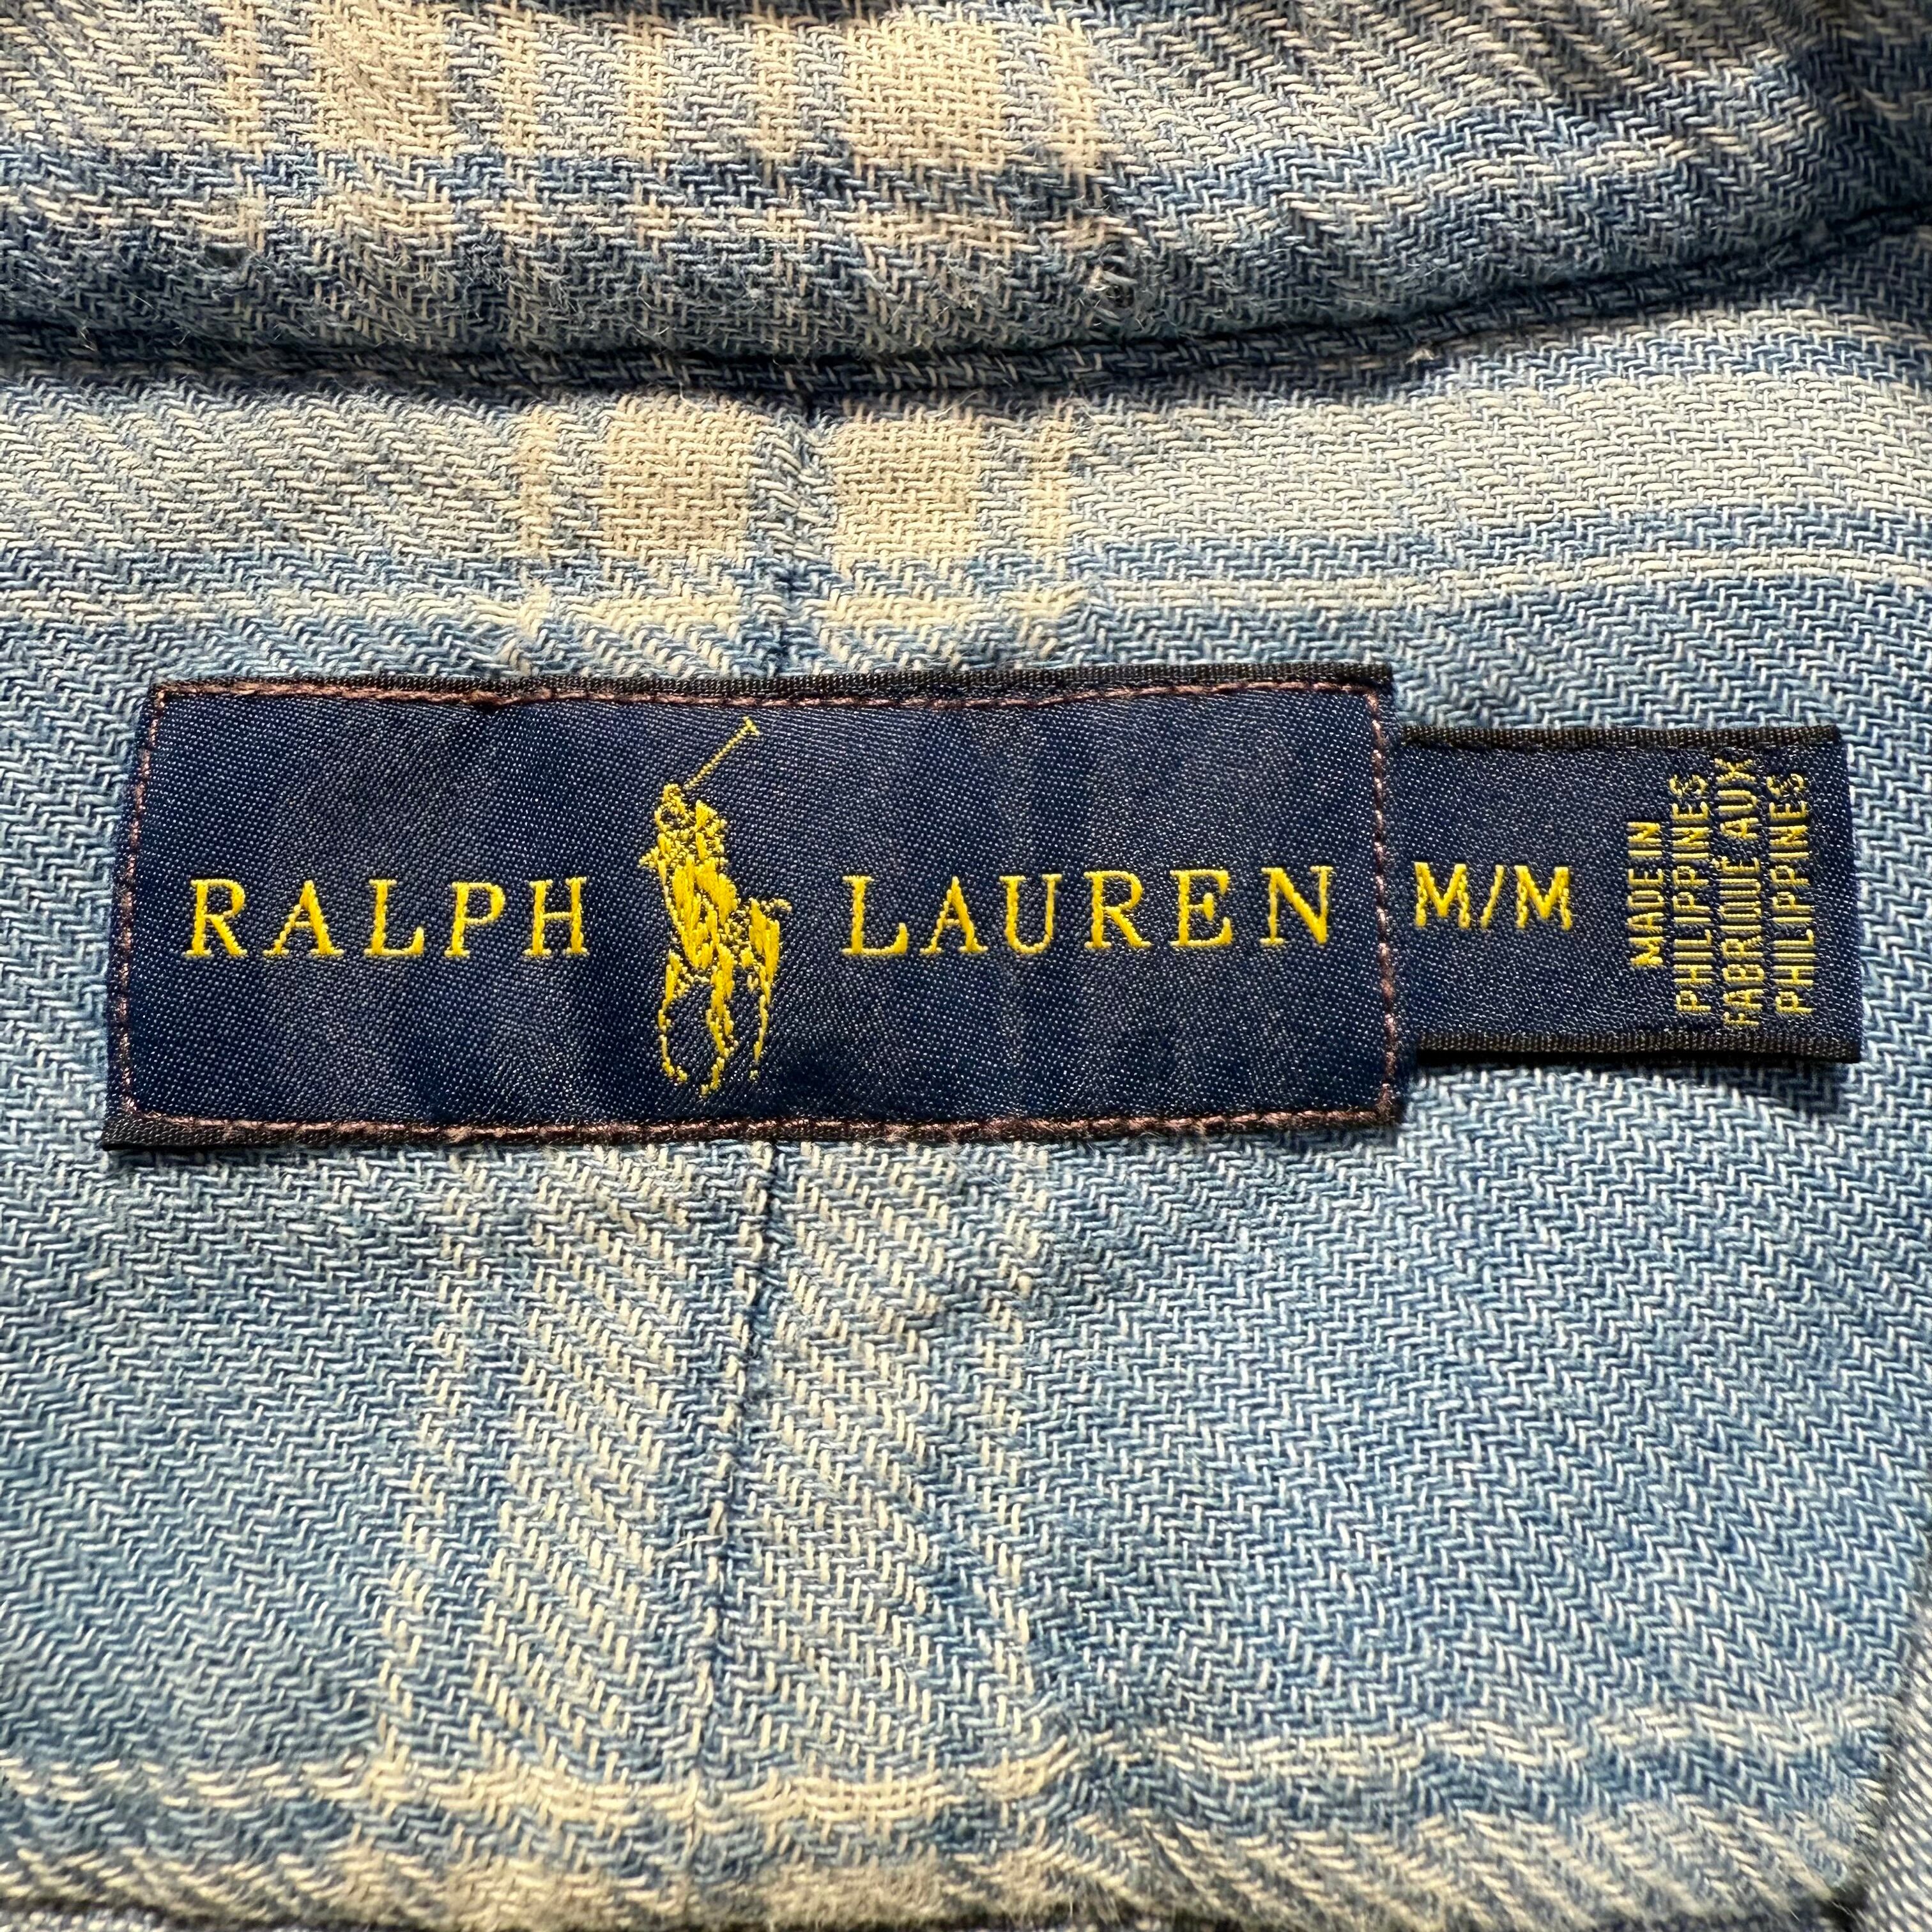 RALPH LAUREN
M/M
MADE IN
PHILIPPINES
FABRIQUÉ AUX
PHILIPPINES